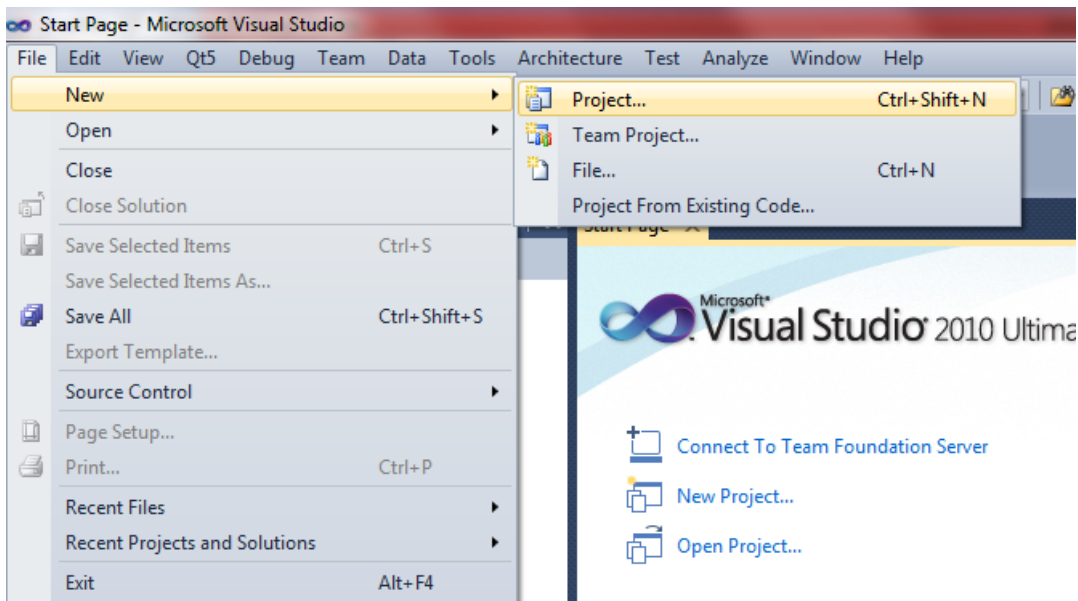 Start Page - Microsoft Visual Studio
File Edit View Qt5 Debug Team Data Tools Architecture Test Analyze Window Help
New
Open
Close
Close Solution
Save Selected Items Ctrl+S
Save Selected Items As...
Save All Ctrl+Shift+S
Export Template...
Source Control
Page Setup...
Print... Ctrl+P
Recent Files
Recent Projects and Solutions
Exit Alt+F4
Project... Ctrl+Shift+N
Team Project...
File... Ctrl+N
Project From Existing Code...
Start Page
Microsoft®
Visual Studio® 2010 Ultima
Connect To Team Foundation Server
New Project...
Open Project...